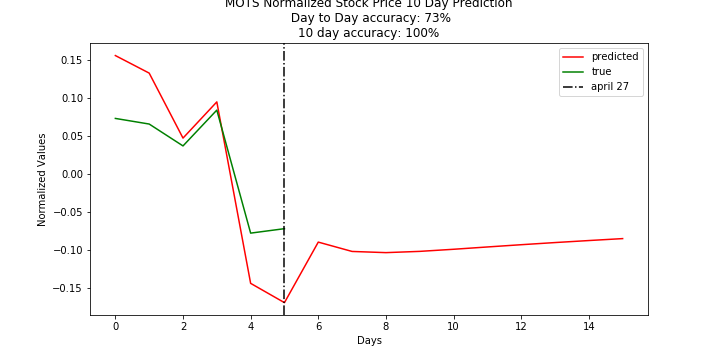 MOTS Normalized Stock Price 10 Day Prediction
Day to Day accuracy: 73%
10 day accuracy: 100%
predicted
true
april 27
Normalized Values
0.15
0.10
0.05
0.00
−0.05
−0.10
−0.15
0 2 4 6 8 10 12 14
Days